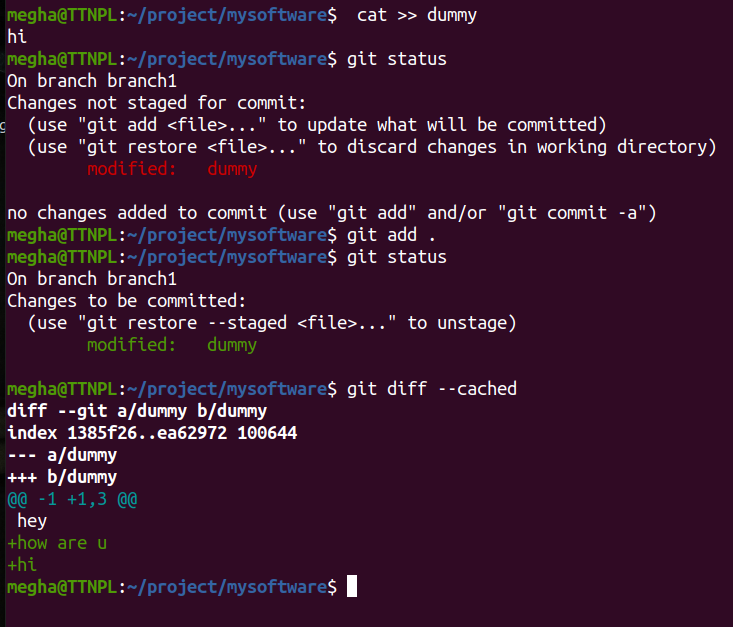 megha@TTNPL:~/project/mysoftware$  cat >> dummy
hi
megha@TTNPL:~/project/mysoftware$ git status
On branch branch1
Changes not staged for commit:
  (use "git add <file>..." to update what will be committed)
  (use "git restore <file>..." to discard changes in working directory)
        modified:   dummy

no changes added to commit (use "git add" and/or "git commit -a")
megha@TTNPL:~/project/mysoftware$ git add .
megha@TTNPL:~/project/mysoftware$ git status
On branch branch1
Changes to be committed:
  (use "git restore --staged <file>..." to unstage)
        modified:   dummy

megha@TTNPL:~/project/mysoftware$ git diff --cached
diff --git a/dummy b/dummy
index 1385f26..ea62972 100644
--- a/dummy
+++ b/dummy
@@ -1 +1,3 @@
 hey
+how are u
+hi
megha@TTNPL:~/project/mysoftware$